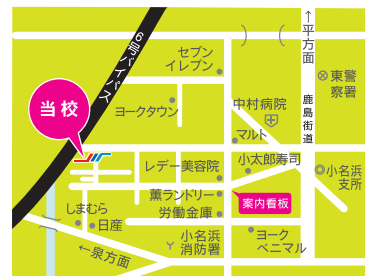 ↑平方面
6号バイパス
セブン
イレブン
東警
察署
当校
ヨークタウン
中村病院
鹿島街道
マルト
レデー美容院
小太郎寿司
小名浜
支所
薫ランドリー
案内看板
しまむら
労働金庫
日産
小名浜
消防署
ヨーク
ベニマル
←泉方面